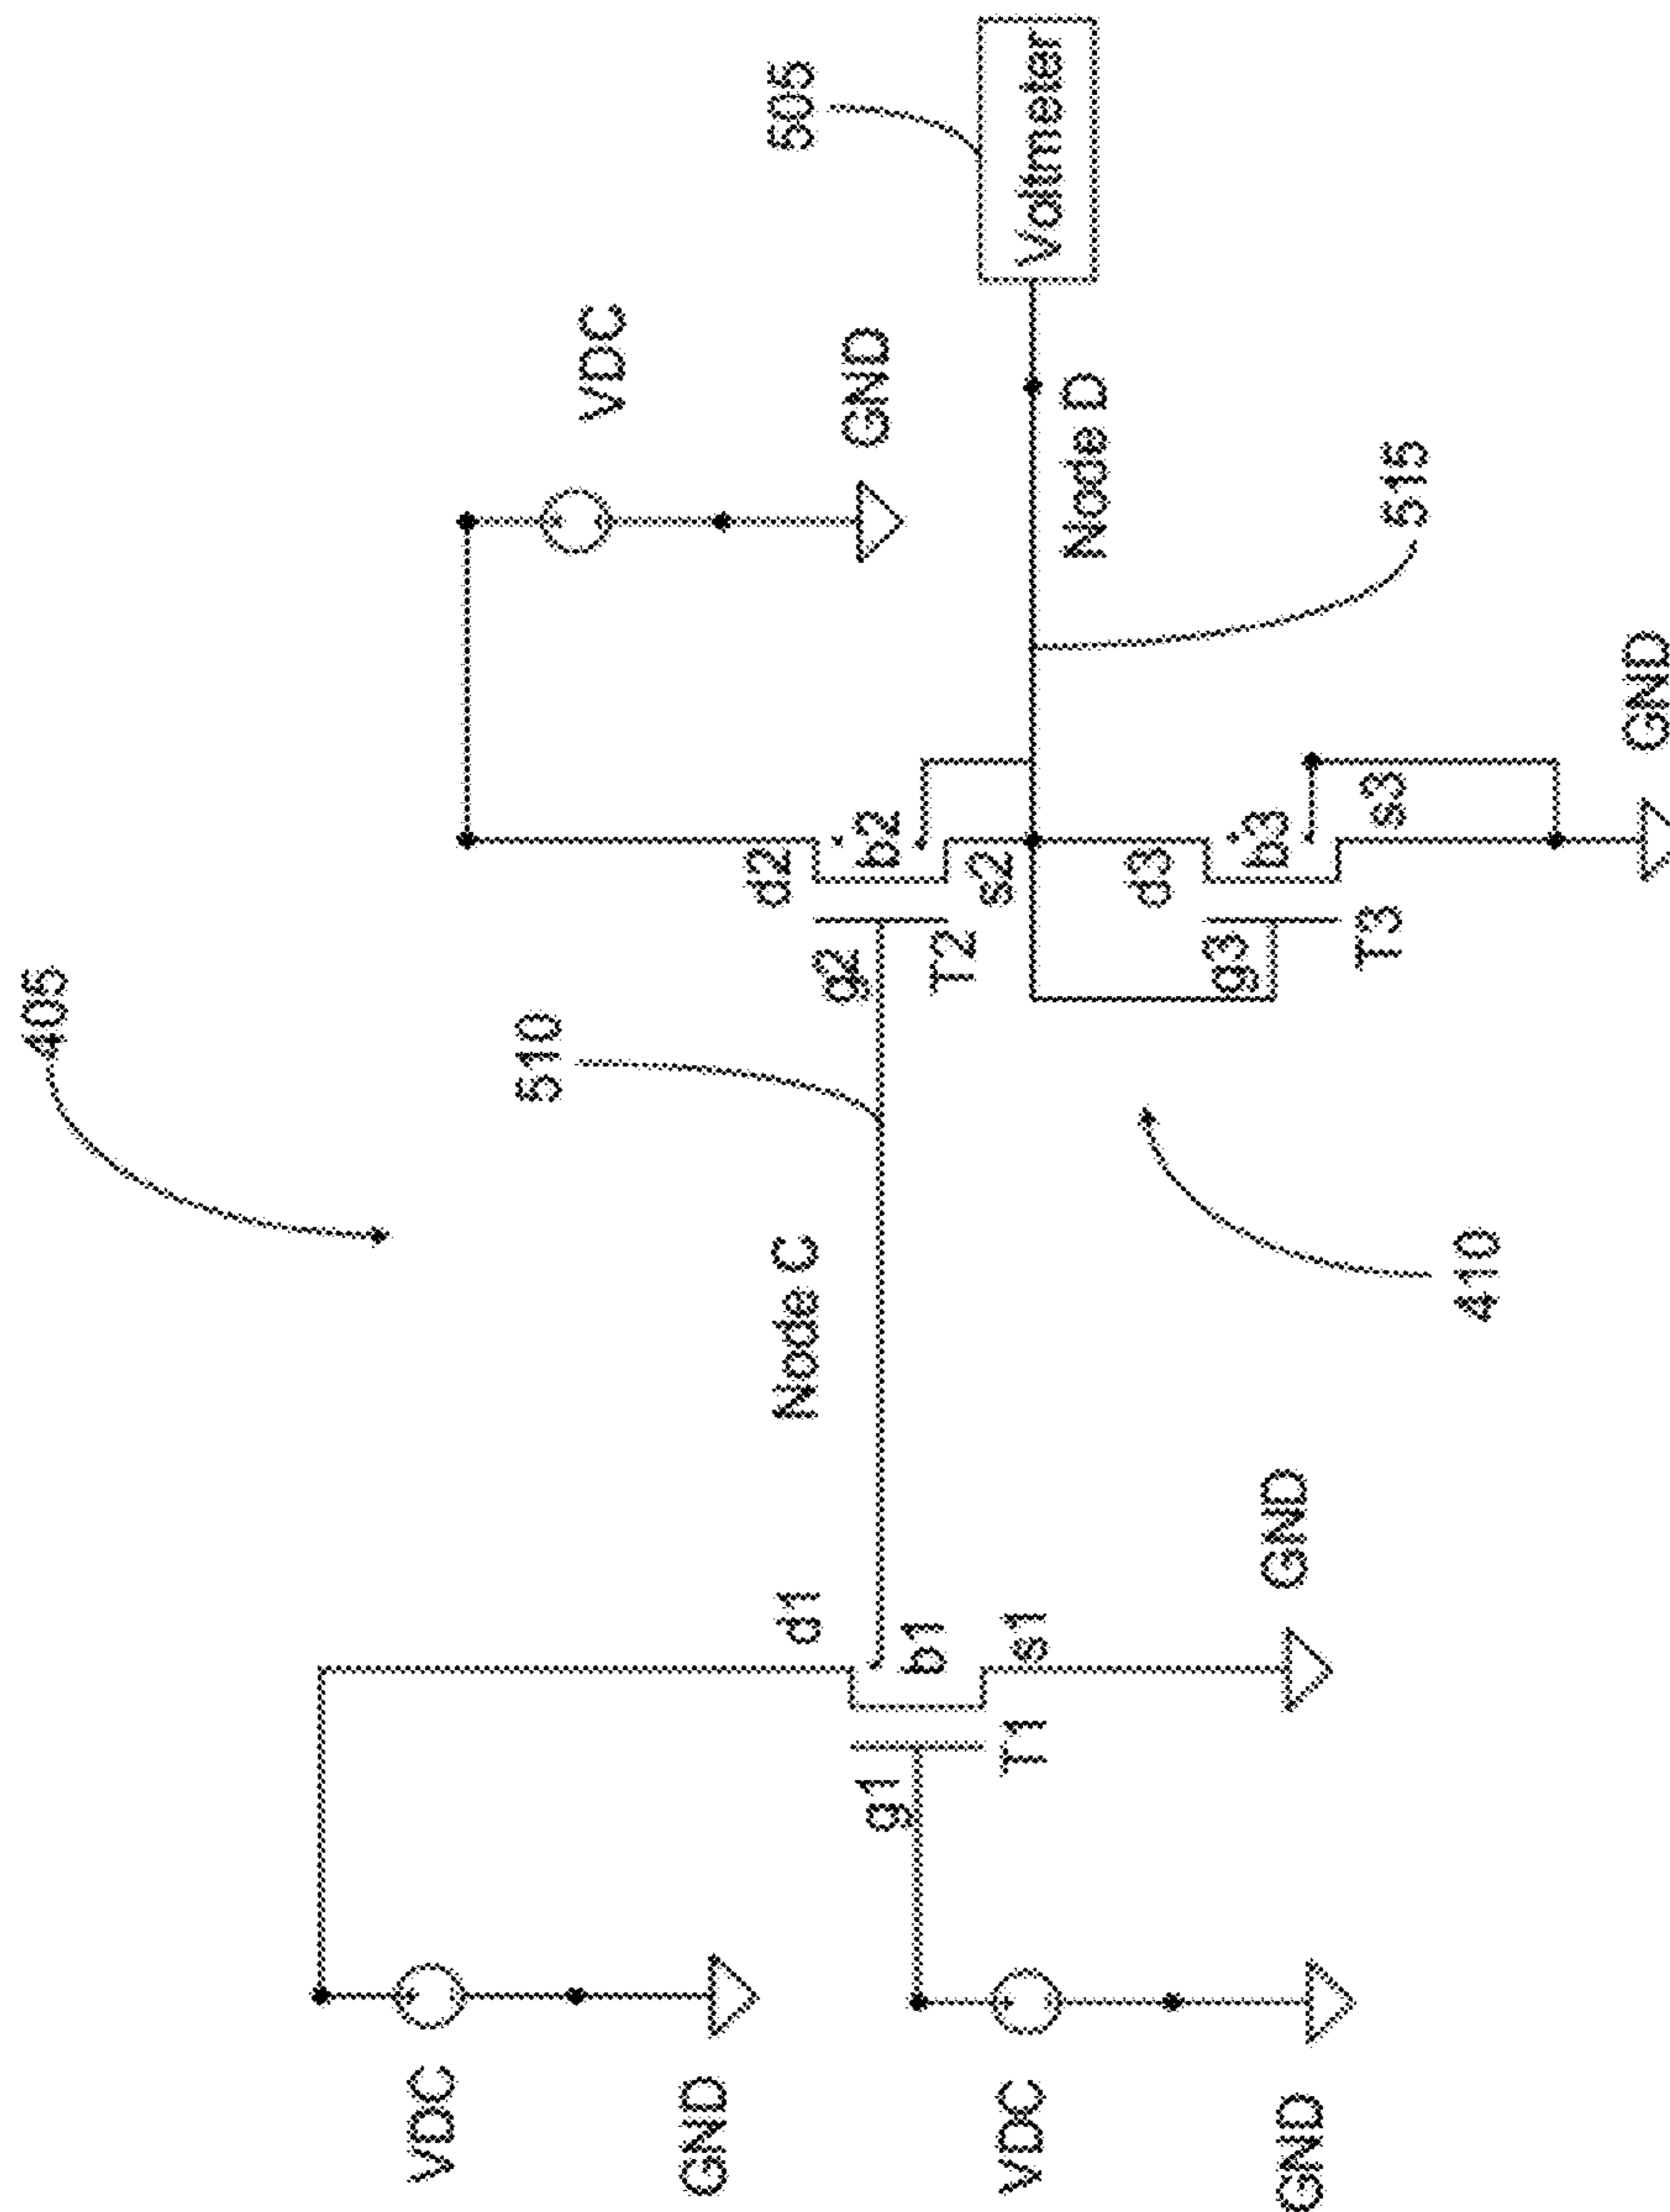 405
VDC
510
VDC
GND
d1
Node C
d2
505
g2
GND
g1
b2
b1
T2
s2
VDC
T1
s1
Voltmeter
Node D
d3
g3
b3
GND
GND
T3
s3
515
410
GND